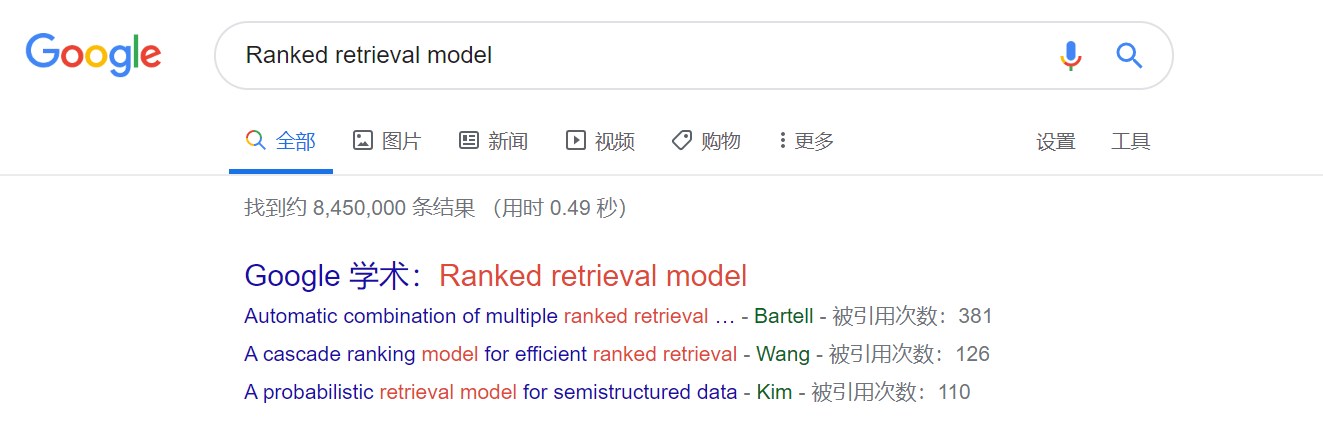 Google Ranked retrieval model
全部 图片 新闻 视频 购物 更多 设置 工具
找到约 8,450,000 条结果 （用时 0.49 秒）
Google 学术：Ranked retrieval model
Automatic combination of multiple ranked retrieval … - Bartell - 被引用次数：381
A cascade ranking model for efficient ranked retrieval - Wang - 被引用次数：126
A probabilistic retrieval model for semistructured data - Kim - 被引用次数：110